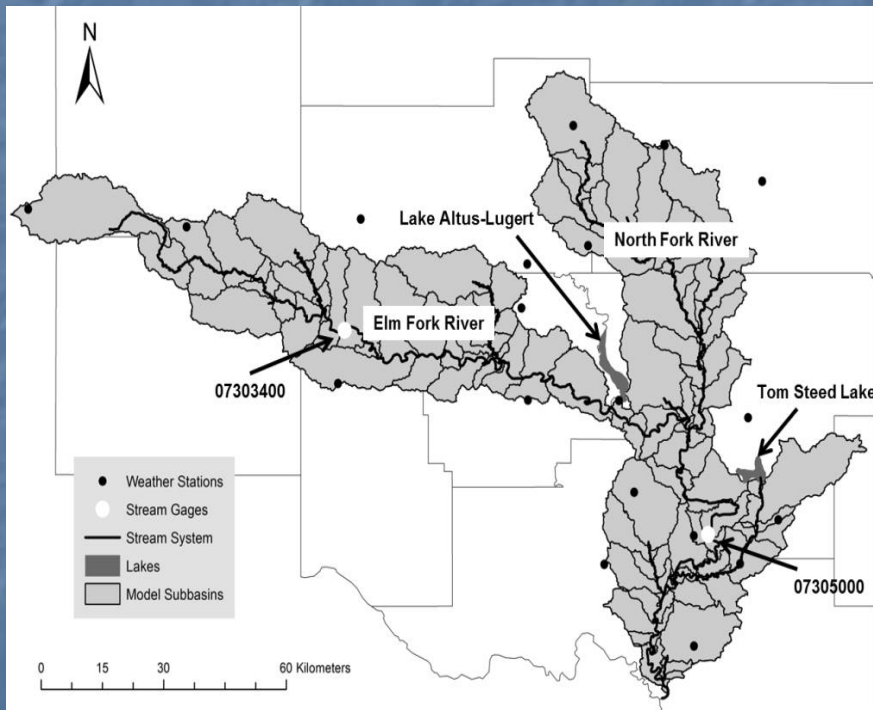 N
Lake Altus-Lugert
North Fork River
Elm Fork River
07303400
Tom Steed Lake
07305000
Weather Stations
Stream Gages
Stream System
Lakes
Model Subbasins
0 15 30 60 Kilometers